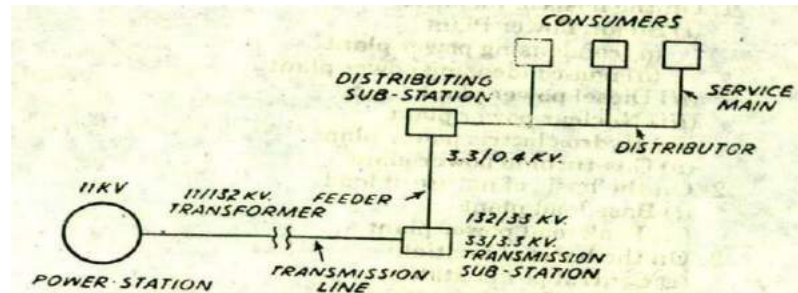 CONSUMERS
DISTRIBUTING
SUB-STATION
SERVICE
MAIN
DISTRIBUTOR
3.3/0.4 KV.
11KV
11/132 KV.
TRANSFORMER
FEEDER
132/33 KV.
33/3.3 KV.
TRANSMISSION
SUB-STATION
POWER-STATION
TRANSMISSION
LINE